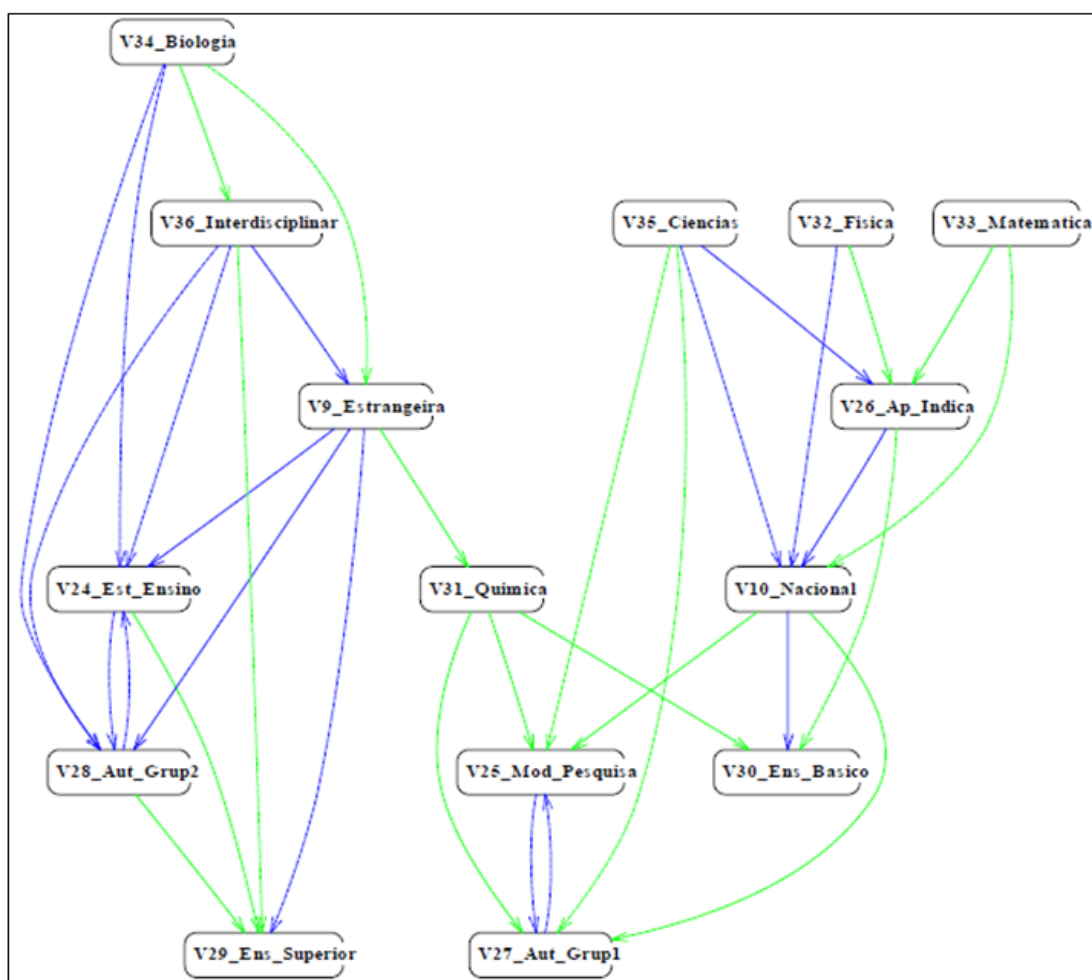 V34_Biologia
V36_Interdisciplinar
V35_Ciencias
V32_Fisica
V33_Matematica
V9_Estrangeira
V26_Ap_Indica
V24_Est_Ensino
V31_Quimica
V10_Nacional
V28_Aut_Grup2
V25_Mod_Pesquisa
V30_Ens_Basico
V29_Ens_Superior
V27_Aut_Grup1